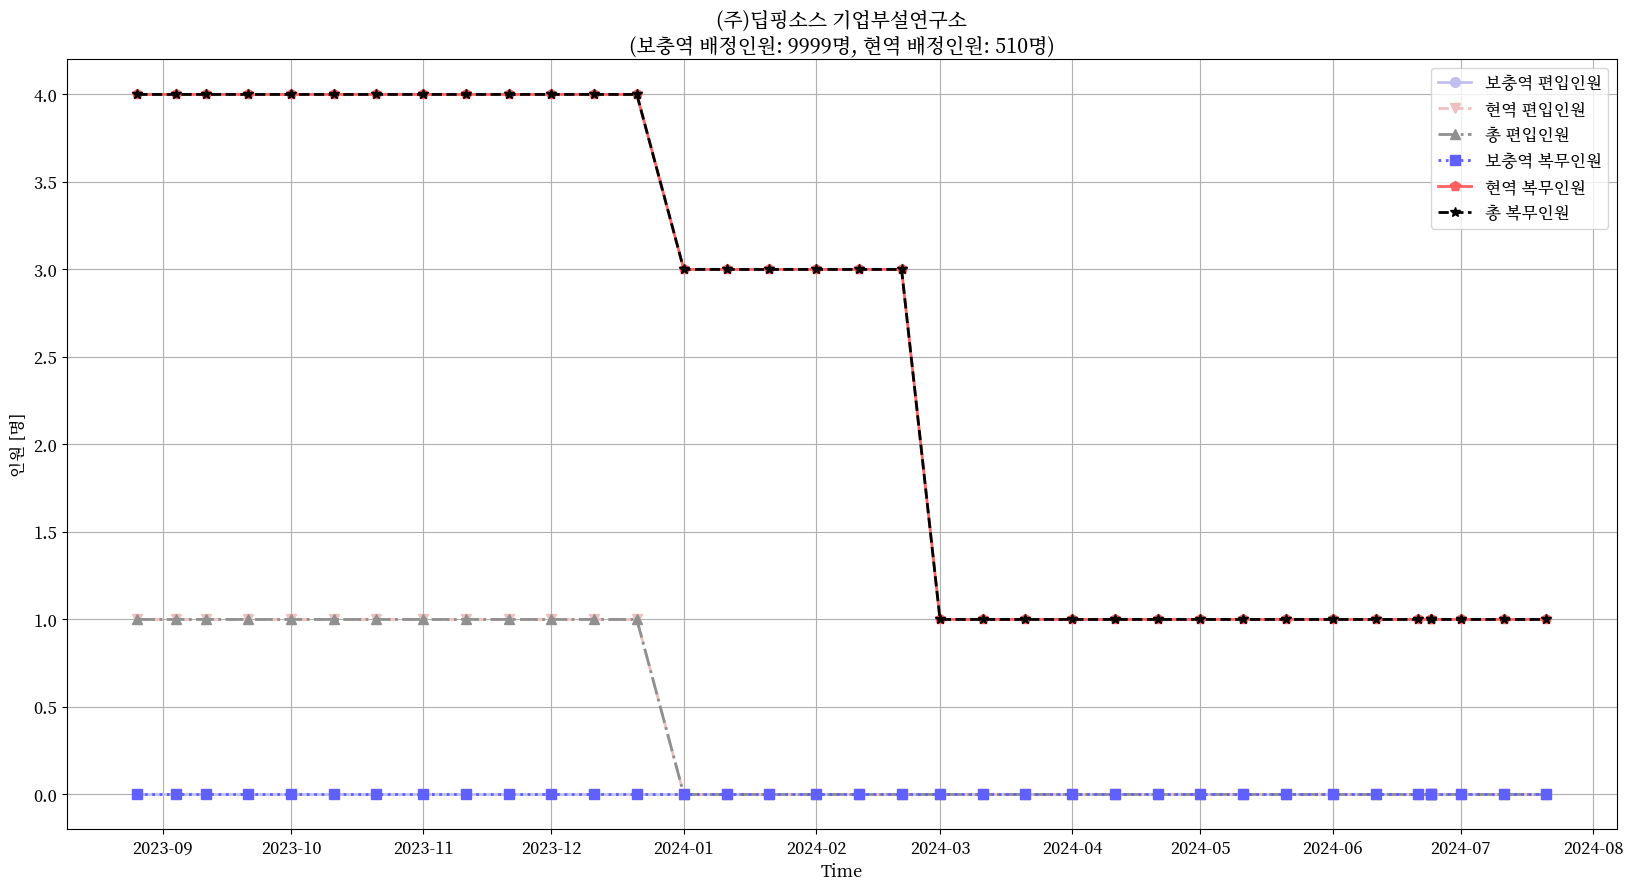 (주)딥핑소스 기업부설연구소
(보충역 배정인원: 9999명, 현역 배정인원: 510명)
보충역 편입인원
현역 편입인원
총 편입인원
보충역 복무인원
현역 복무인원
총 복무인원
인원 [명]
4.0
3.5
3.0
2.5
2.0
1.5
1.0
0.5
0.0
2023-09 2023-10 2023-11 2023-12 2024-01 2024-02 2024-03 2024-04 2024-05 2024-06 2024-07 2024-08
Time